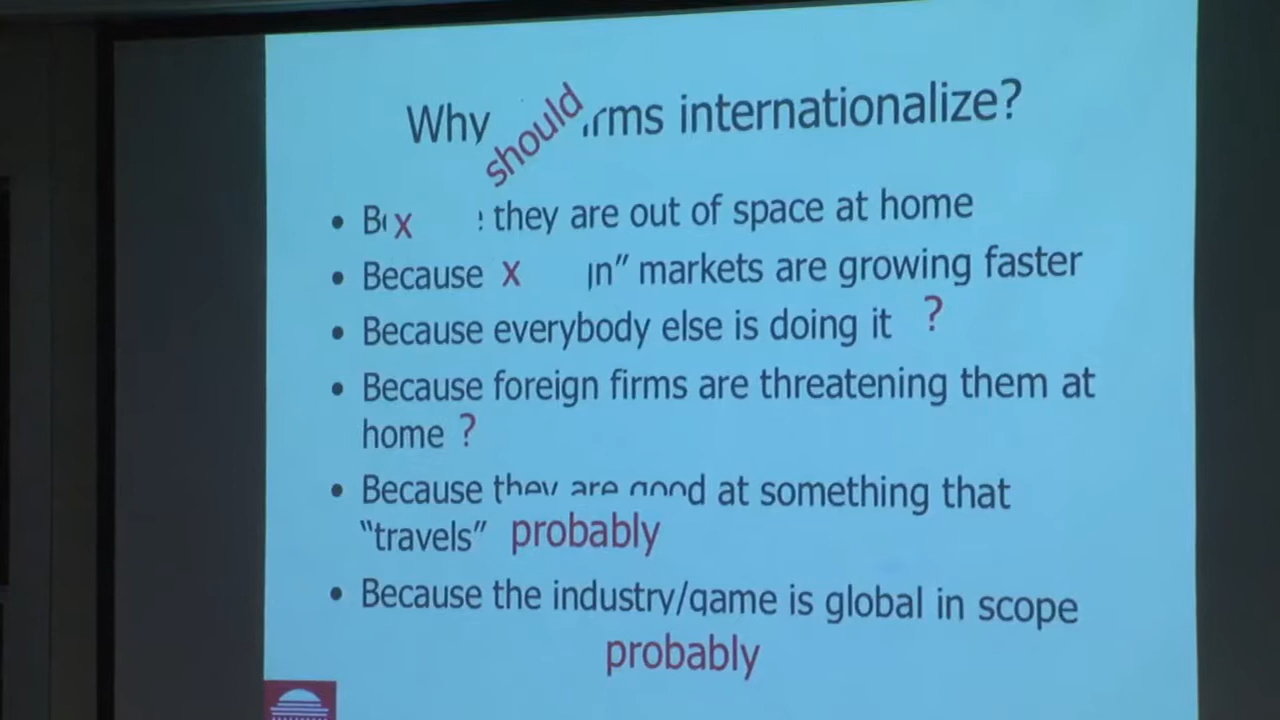 Why should internationalize?
x they are out of space at home
Because x markets are growing faster
Because everybody else is doing it ?
Because foreign firms are threatening them at
home ?
Because they are good at something that
“travels” probably
Because the industry/game is global in scope
probably